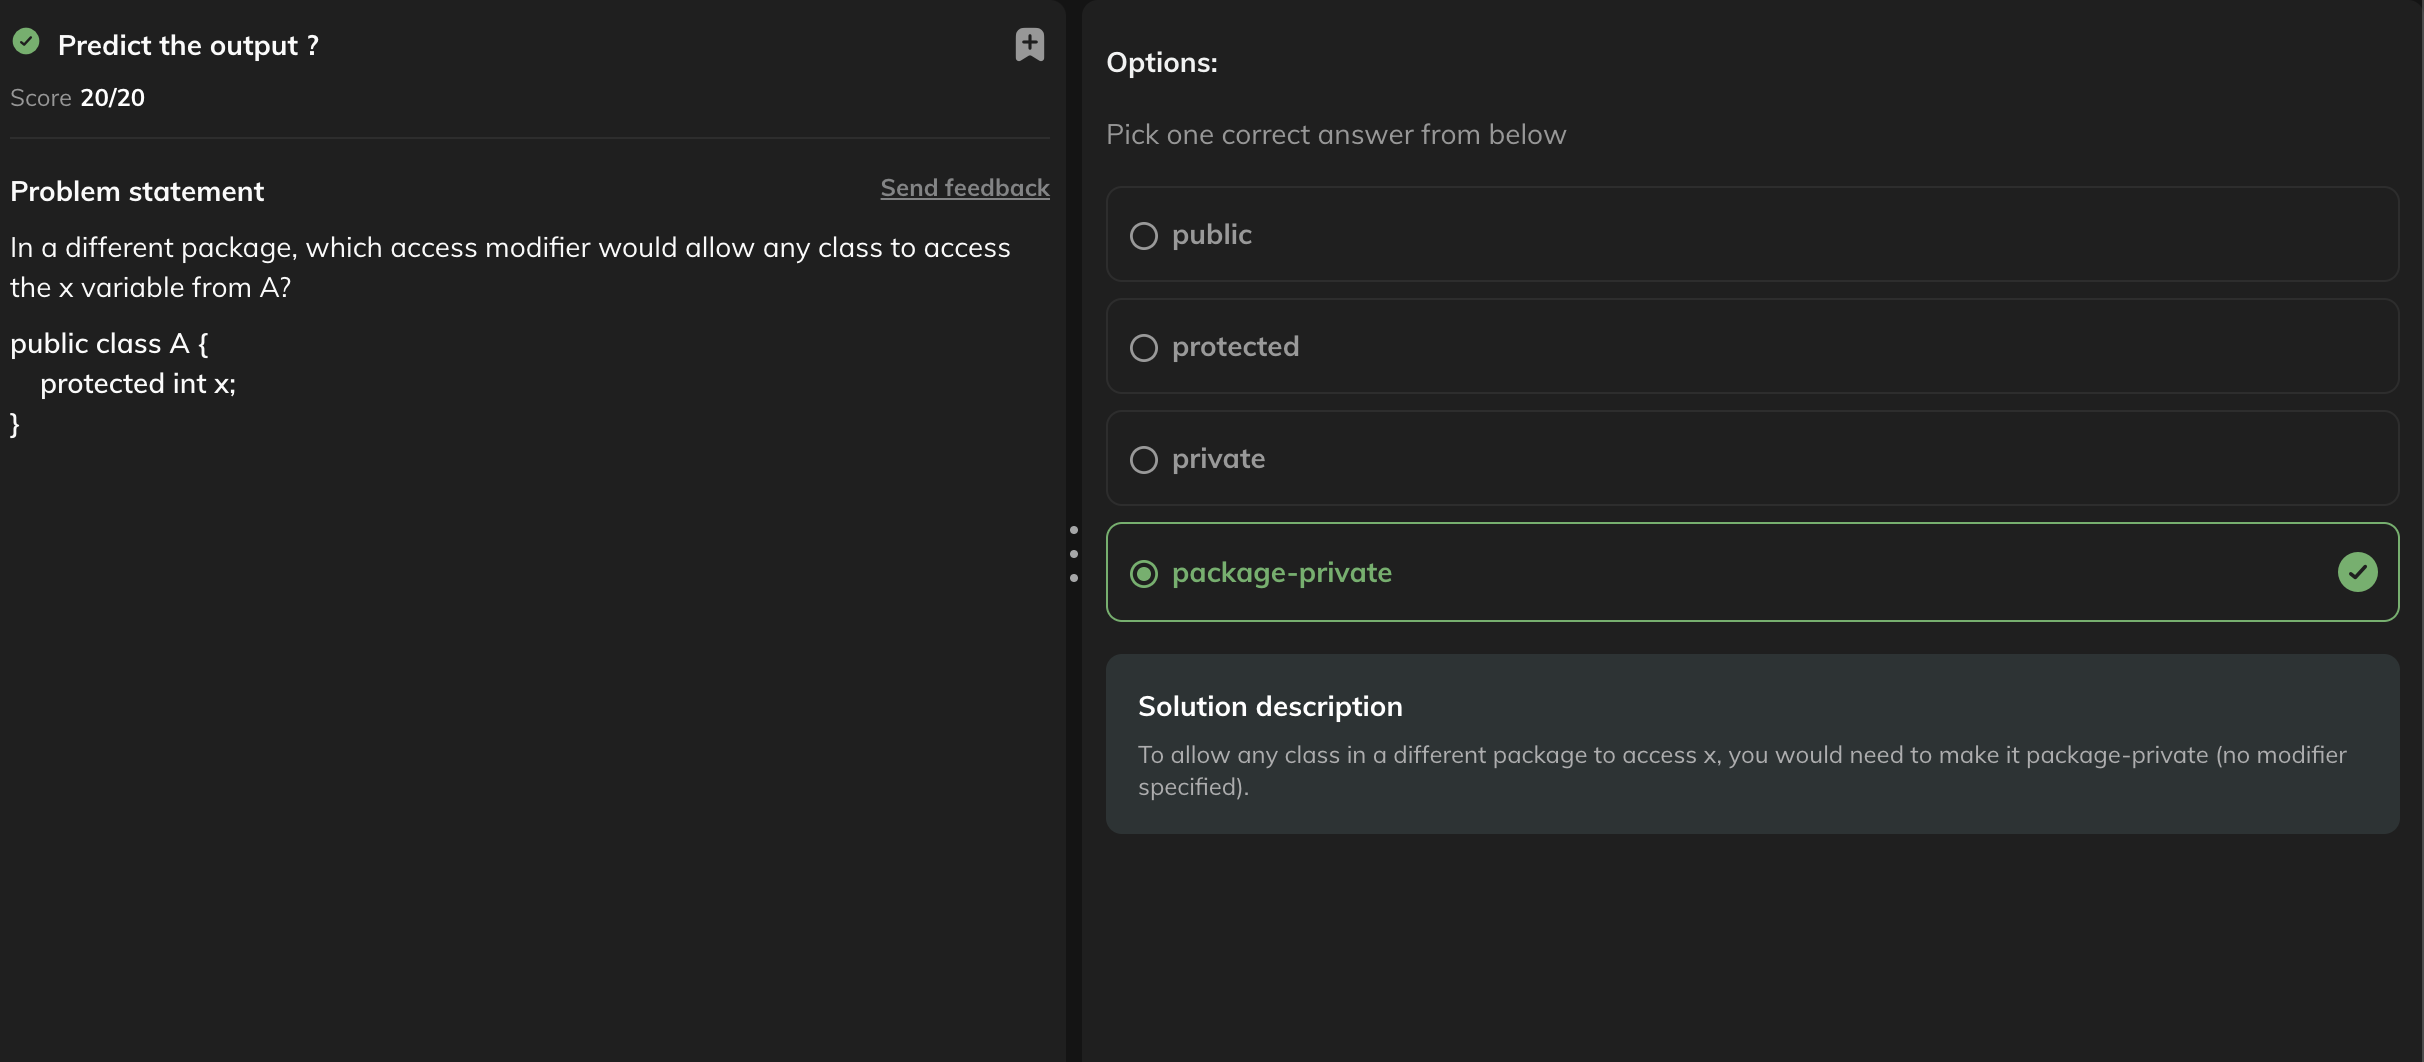 Predict the output ?
Score 20/20
Problem statement
Send feedback
In a different package, which access modifier would allow any class to access
the x variable from A?
public class A {
protected int x;
}
Options:
Pick one correct answer from below
public
protected
private
package-private
Solution description
To allow any class in a different package to access x, you would need to make it package-private (no modifier
specified).